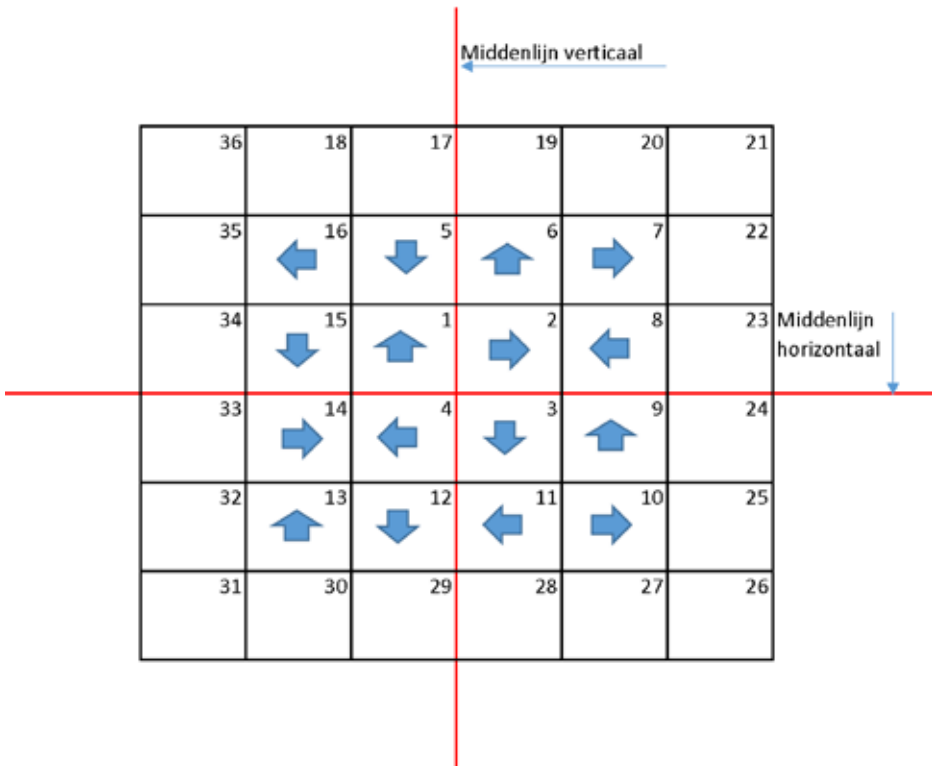 Middenlijn verticaal
36 18 17 19 20 21
35 16 5 6 7 22
34 15 1 2 8 23 Middenlijn
horizontaal
33 14 4 3 9 24
32 13 12 11 10 25
31 30 29 28 27 26